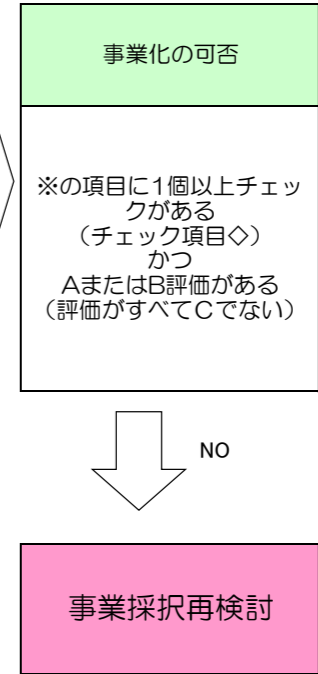 事業化の可否
※の項目に1個以上チェッ
クがある
（チェック項目◇）
かつ
AまたはB評価がある
（評価がすべてCでない）
NO
事業採択再検討